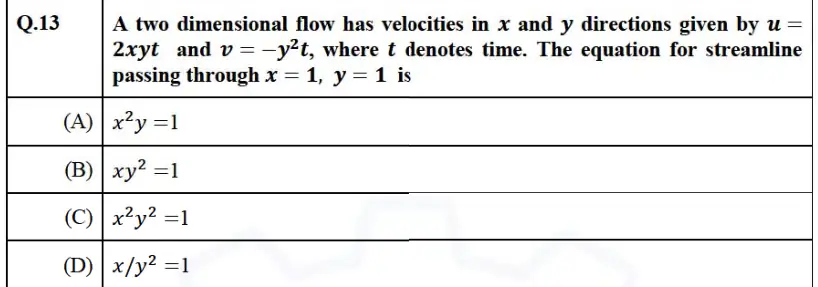 Q.13 A two dimensional flow has velocities in x and y directions given by u =
2xyt and v = −y²t, where t denotes time. The equation for streamline
passing through x = 1, y = 1 is
(A) x²y =1
(B) xy² =1
(C) x²y² =1
(D) x/y² =1